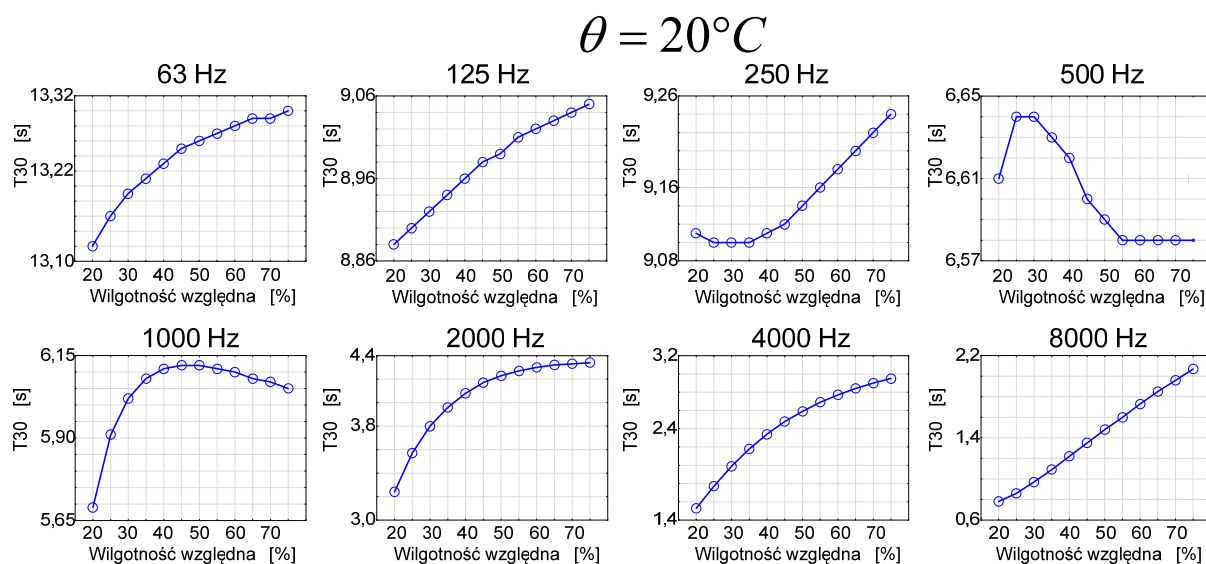 θ = 20°C
63 Hz
13,32
13,22
13,10
T30 [s]
20 30 40 50 60 70
Wilgotność względna [%]
125 Hz
9,06
8,96
8,86
T30 [s]
20 30 40 50 60 70
Wilgotność względna [%]
250 Hz
9,26
9,16
9,08
T30 [s]
20 30 40 50 60 70
Wilgotność względna [%]
500 Hz
6,65
6,61
6,57
T30 [s]
20 30 40 50 60 70
Wilgotność względna [%]
1000 Hz
6,15
5,90
5,65
T30 [s]
20 30 40 50 60 70
Wilgotność względna [%]
2000 Hz
4,4
3,8
3,0
T30 [s]
20 30 40 50 60 70
Wilgotność względna [%]
4000 Hz
3,2
2,4
1,4
T30 [s]
20 30 40 50 60 70
Wilgotność względna [%]
8000 Hz
2,2
1,4
0,6
T30 [s]
20 30 40 50 60 70
Wilgotność względna [%]